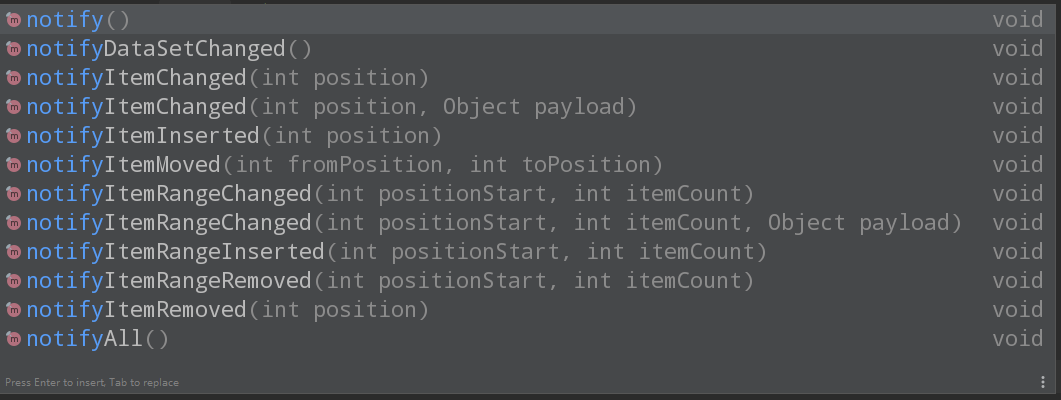 notify() void
notifyDataSetChanged() void
notifyItemChanged(int position) void
notifyItemChanged(int position, Object payload) void
notifyItemInserted(int position) void
notifyItemMoved(int fromPosition, int toPosition) void
notifyItemRangeChanged(int positionStart, int itemCount) void
notifyItemRangeChanged(int positionStart, int itemCount, Object payload) void
notifyItemRangeInserted(int positionStart, int itemCount) void
notifyItemRangeRemoved(int positionStart, int itemCount) void
notifyItemRemoved(int position) void
notifyAll() void
Press Enter to insert, Tab to replace